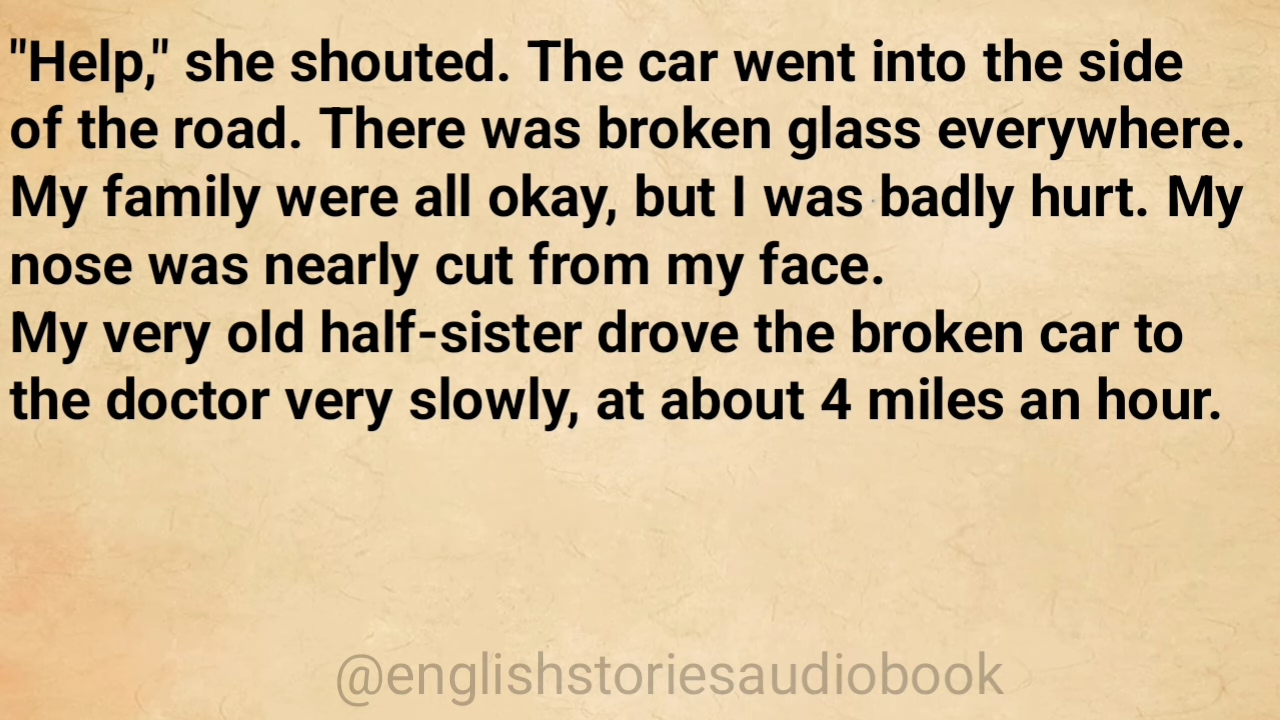 "Help," she shouted. The car went into the side
of the road. There was broken glass everywhere.
My family were all okay, but I was badly hurt. My
nose was nearly cut from my face.
My very old half-sister drove the broken car to
the doctor very slowly, at about 4 miles an hour.
@englishstoriesaudiobook